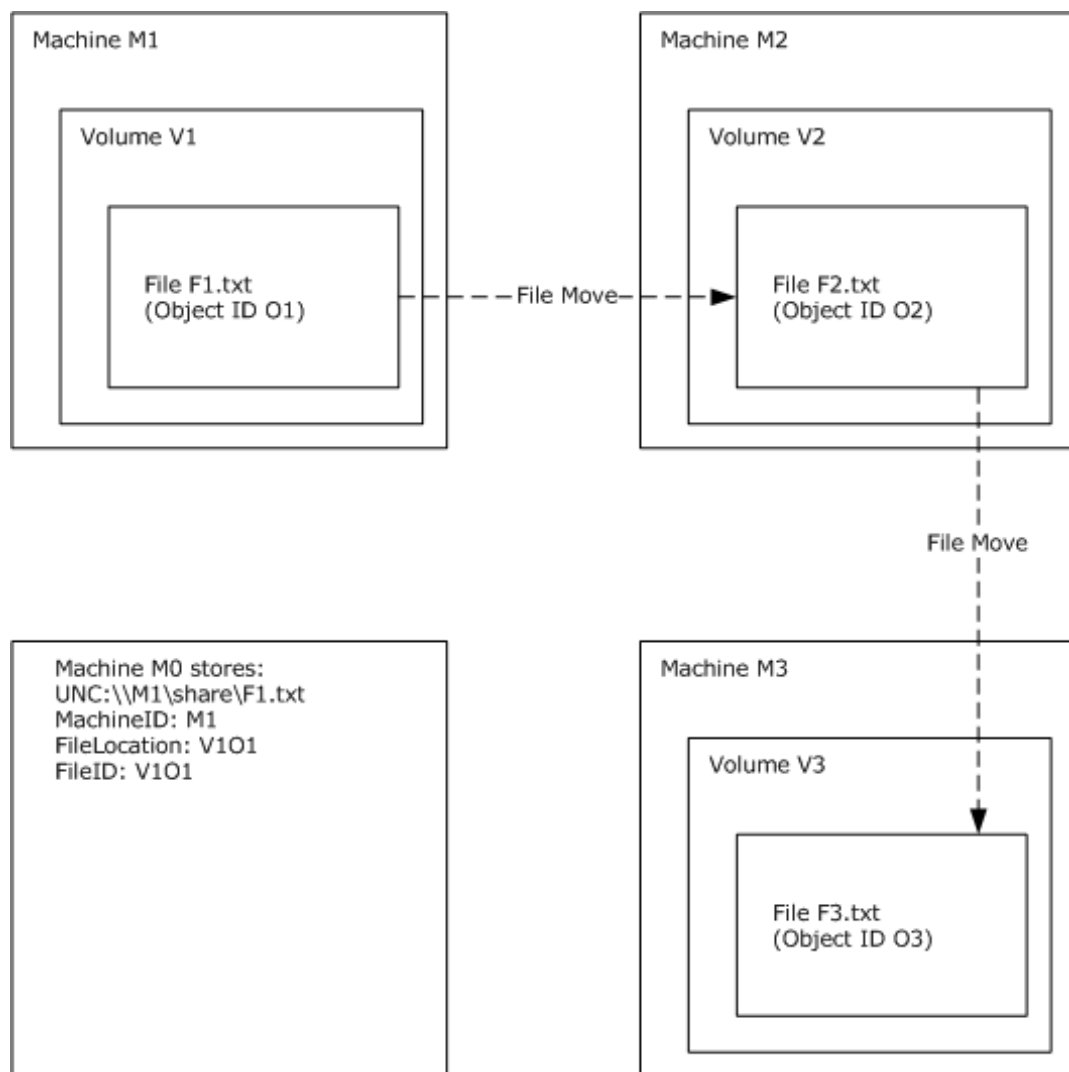 Machine M1
Volume V1
File F1.txt
(Object ID O1)
File Move
Machine M2
Volume V2
File F2.txt
(Object ID O2)
File Move
Machine M0 stores:
UNC:\\M1\share\F1.txt
MachineID: M1
FileLocation: V1O1
FileID: V1O1
Machine M3
Volume V3
File F3.txt
(Object ID O3)